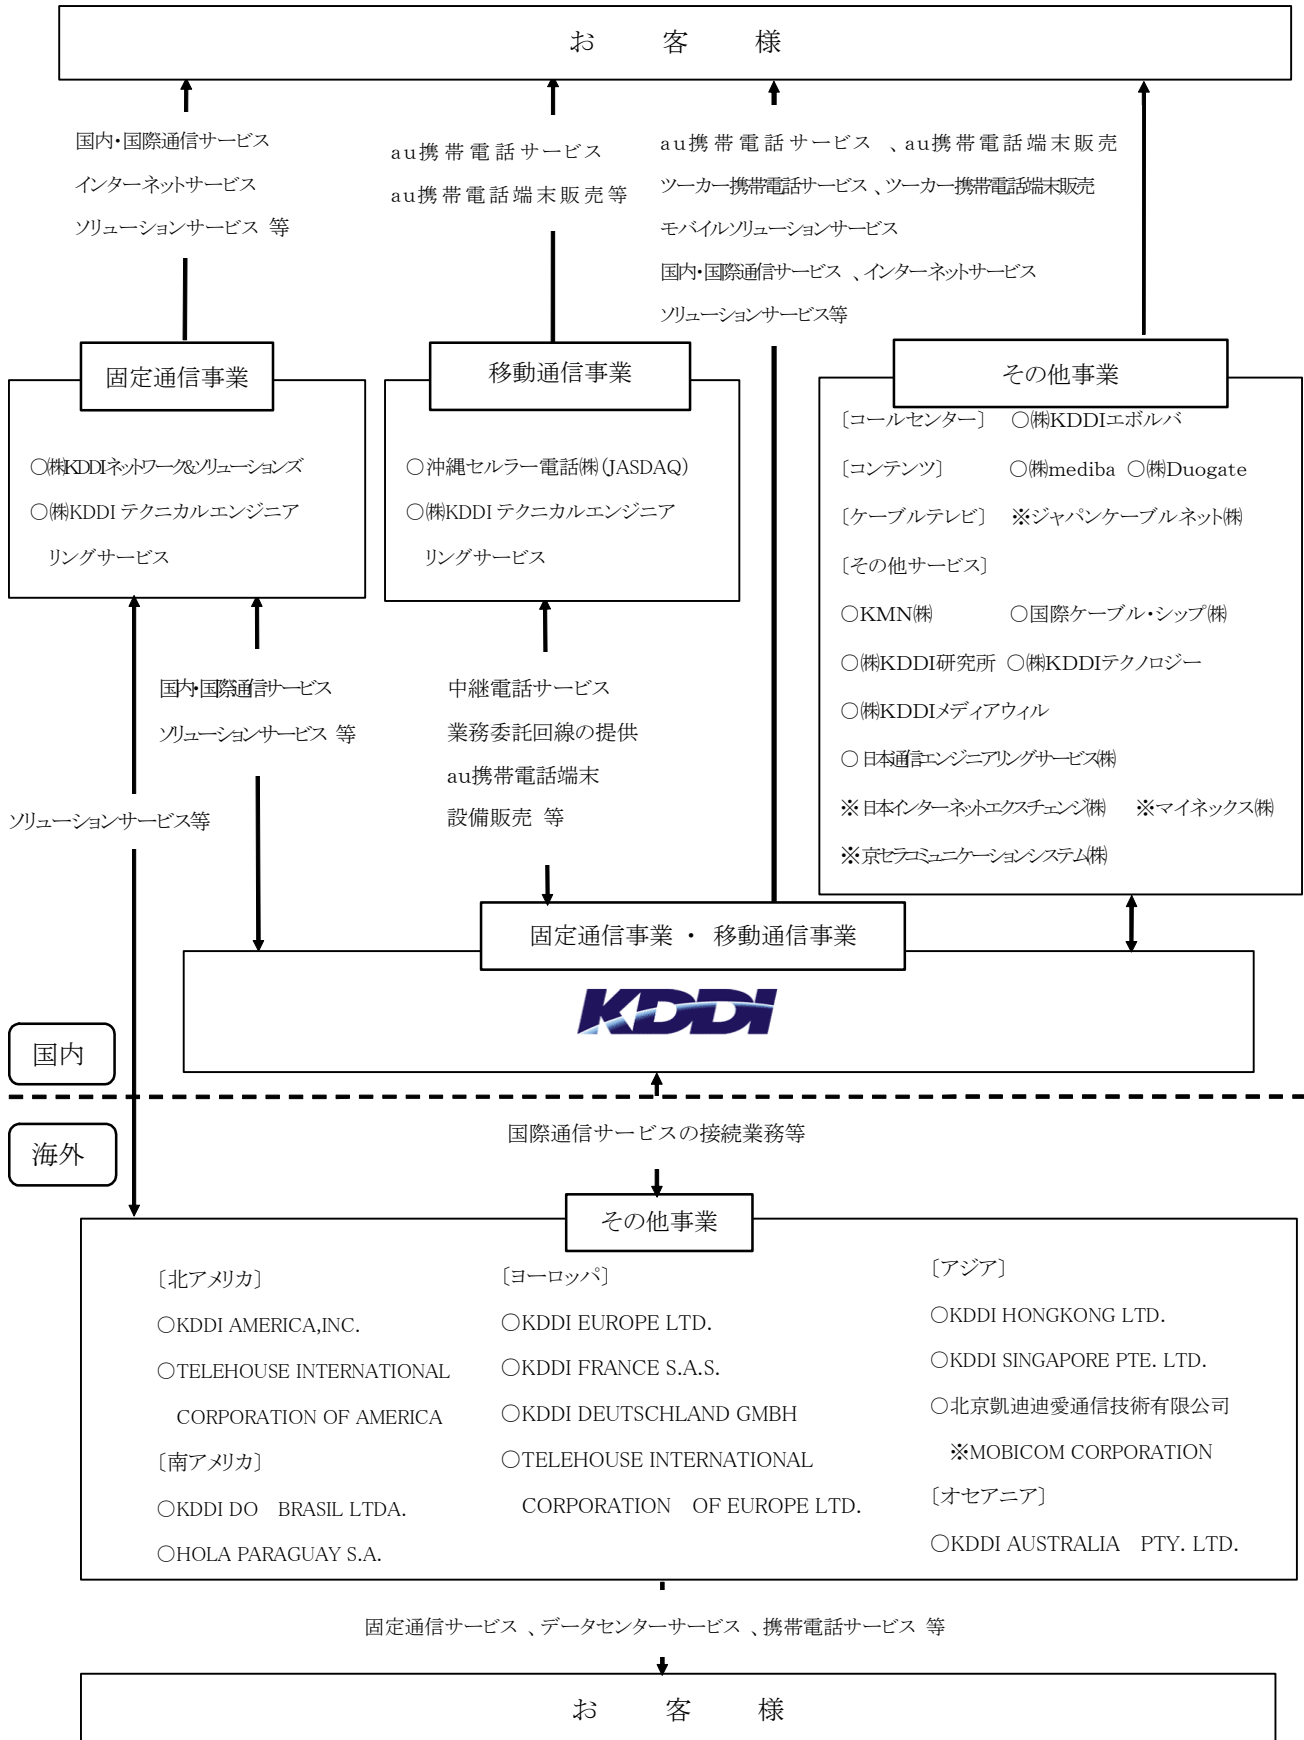 お 客 様
国内・国際通信サービス
インターネットサービス
ソリューションサービス 等
au携帯電話サービス
au携帯電話端末販売等
au携帯電話サービス 、au携帯電話端末販売
ツーカー携帯電話サービス、ツーカー携帯電話端末販売
モバイルソリューションサービス
国内・国際通信サービス 、インターネットサービス
ソリューションサービス等
固定通信事業
○㈱KDDIネットワーク&ソリューションズ
○㈱KDDI テクニカルエンジニア
リングサービス
移動通信事業
○沖縄セルラー電話㈱(JASDAQ)
○㈱KDDI テクニカルエンジニア
リングサービス
その他事業
〔コールセンター〕 ○㈱KDDIエボルバ
〔コンテンツ〕 ○㈱mediba ○㈱Duogate
〔ケーブルテレビ〕 ※ジャパンケーブルネット㈱
〔その他サービス〕
○KMN㈱ ○国際ケーブル・シップ㈱
○㈱KDDI研究所 ○㈱KDDIテクノロジー
○㈱KDDIメディアウィル
○日本通信エンジニアリングサービス㈱
※日本インターネットエクスチェンジ㈱ ※マイネックス㈱
※京セラコミュニケーションシステム㈱
国内・国際通信サービス
ソリューションサービス 等
中継電話サービス
業務委託回線の提供
au携帯電話端末
設備販売 等
ソリューションサービス等
固定通信事業 ・ 移動通信事業
KDDI
国内
海外
国際通信サービスの接続業務等
その他事業
〔北アメリカ〕
○KDDI AMERICA,INC.
○TELEHOUSE INTERNATIONAL
CORPORATION OF AMERICA
〔南アメリカ〕
○KDDI DO BRASIL LTDA.
○HOLA PARAGUAY S.A.
〔ヨーロッパ〕
○KDDI EUROPE LTD.
○KDDI FRANCE S.A.S.
○KDDI DEUTSCHLAND GMBH
○TELEHOUSE INTERNATIONAL
CORPORATION OF EUROPE LTD.
〔アジア〕
○KDDI HONGKONG LTD.
○KDDI SINGAPORE PTE. LTD.
○北京凱迪迪愛通信技術有限公司
※MOBICOM CORPORATION
〔オセアニア〕
○KDDI AUSTRALIA PTY. LTD.
固定通信サービス 、データセンターサービス 、携帯電話サービス 等
お 客 様